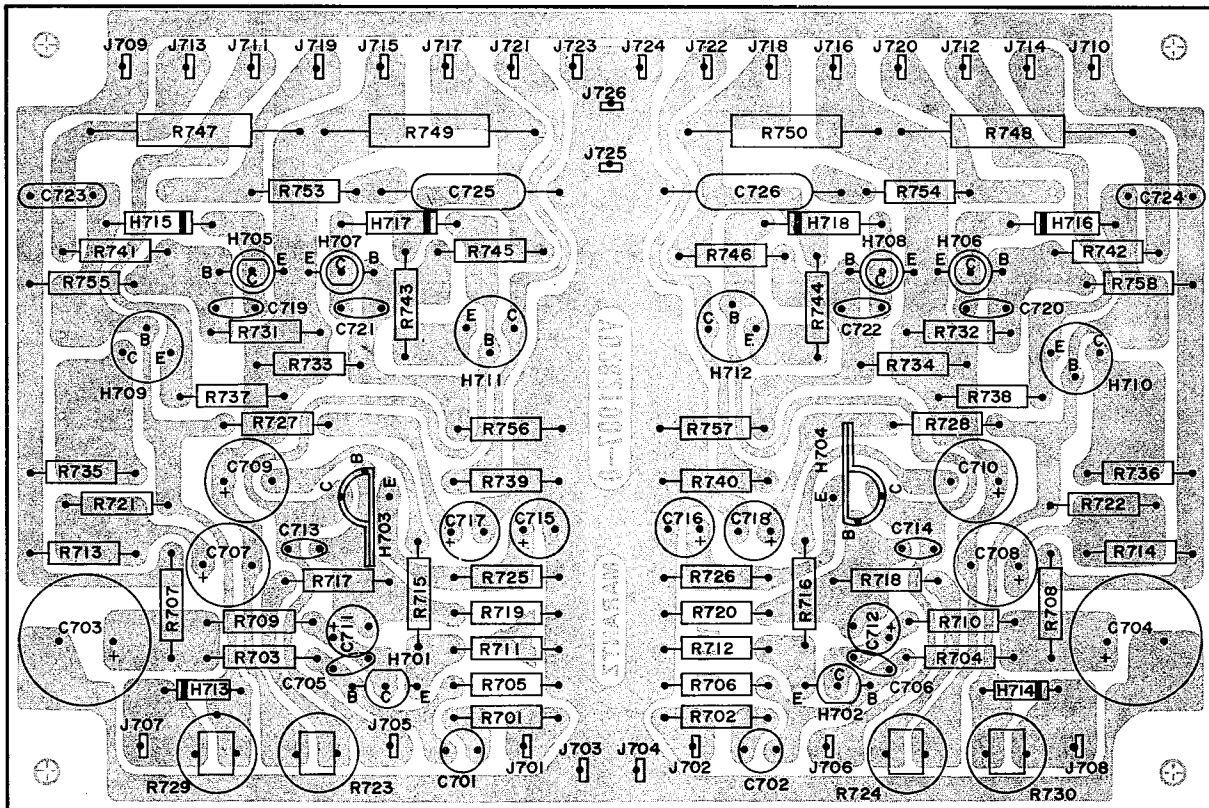 J709 J713 J711 J719 J715 J717 J721 J723 J724 J722 J718 J716 J720 J712 J714 J710
J726
R747 R749 R750 R748
J725
C723 R753 C725 C726 R754 C724
H715 H717 H718 H716
R741 H705 H707 R745 R746 H708 H706 R742
B C E E C B B C E E C B
R755 R743 R744 R758
C719 C721 C722 C720
R731 E B C C B E R732
B C E E B C
R733 R734
H709 H711 H712 H710
R737 R738
R727 R756 R757 R728
H704
R735 C709 + B R739 R740 C710 + R736
R721 C E E C R722
H703 B
C717 + C715 + C716 + C718 +
R713 C707 + C713 C714 C708 + R714
R717 R725 R726 R718
R707 R715 R716 R708
C703 + R709 C711 + R719 R720 C712 + R710 C704 +
R703 R711 R712 R704
C705 H701 C706
H713 B C E R705 R706 E C B H714
H702
J707 J705 R701 R702
J701 J703 J704 J702 J706 J708
R729 R723 C701 C702 R724 R730
MARANTZ